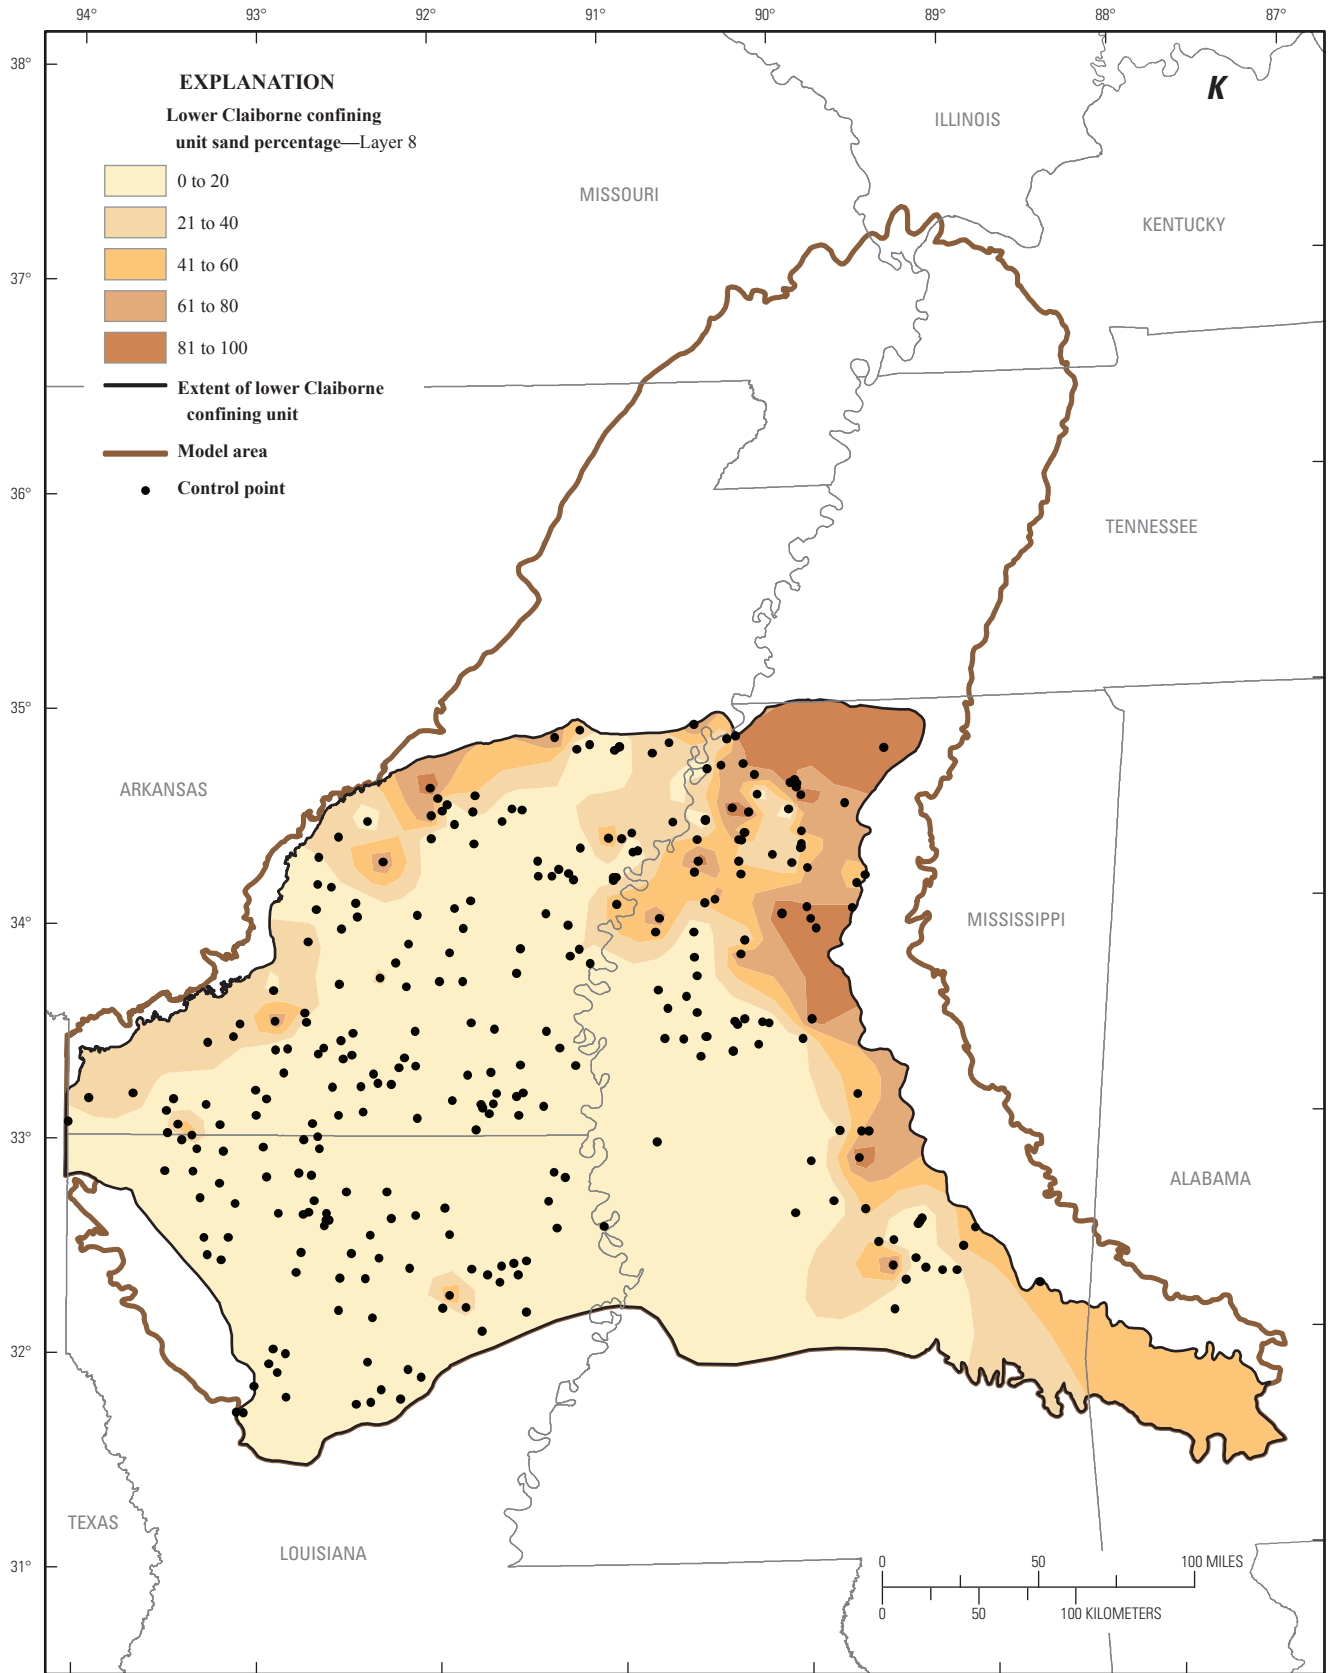 94° 93° 92° 91° 90° 89° 88° 87°
38°
37°
36°
35°
34°
33°
32°
31°
EXPLANATION
Lower Claiborne confining
unit sand percentage—Layer 8
0 to 20
21 to 40
41 to 60
61 to 80
81 to 100
Extent of lower Claiborne
confining unit
Model area
Control point
K
ILLINOIS
MISSOURI
KENTUCKY
TENNESSEE
ARKANSAS
MISSISSIPPI
ALABAMA
TEXAS
LOUISIANA
0 50 100 MILES
0 50 100 KILOMETERS